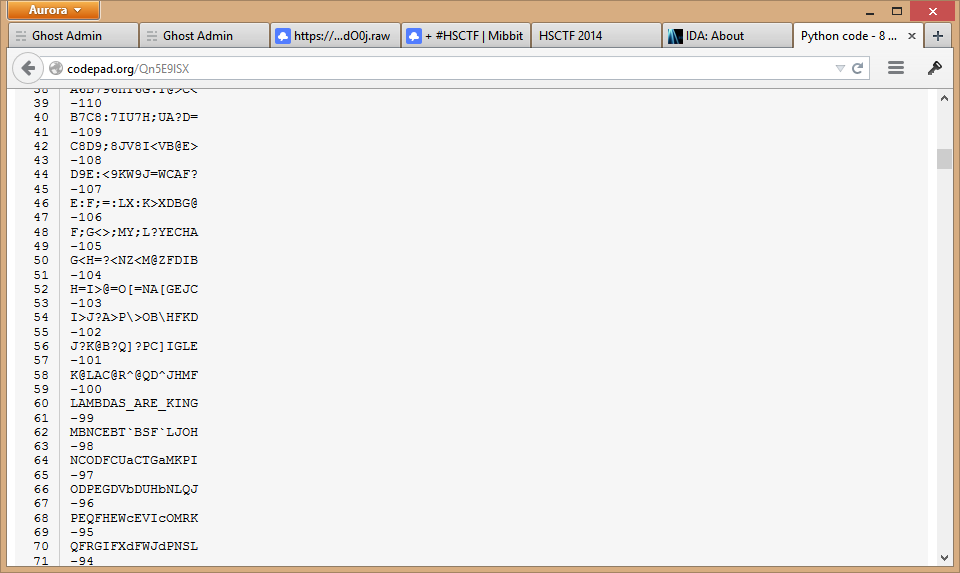 Aurora
Ghost Admin
Ghost Admin
https://...dO0j.raw
+ #HSCTF | Mibbit
HSCTF 2014
IDA: About
Python code - 8 ...
codepad.org/Qn5E9lSX
38
39 -110
40 B7C8:7IU7H;UA?D=
41 -109
42 C8D9;8JV8I<VB@E>
43 -108
44 D9E:<9KW9J=WCAF?
45 -107
46 E:F;=:LX:K>XDBG@
47 -106
48 F;G<>;MY;L?YECHA
49 -105
50 G<H=?<NZ<M@ZFDIB
51 -104
52 H=I>@=O[=NA[GEJC
53 -103
54 I>J?A>P\>OB\HFKD
55 -102
56 J?K@B?Q]?PC]IGLE
57 -101
58 K@LAC@R^@QD^JHMF
59 -100
60 LAMBDAS_ARE_KING
61 -99
62 MBNCEBT`BSF`LJOH
63 -98
64 NCODFCUaCTGaMKPI
65 -97
66 ODPEGDVbDUHbNLQJ
67 -96
68 PEQFHEWcEVIcOMRK
69 -95
70 QFRGIFXdFWJdPNSL
71 -94